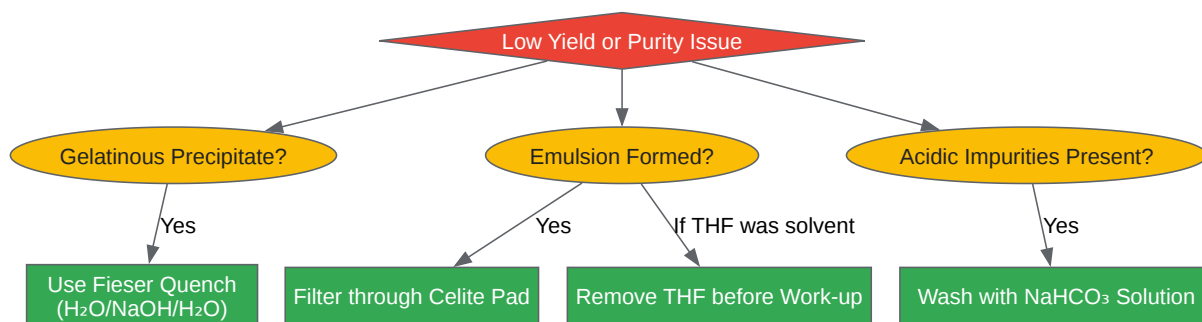 Low Yield or Purity Issue
Gelatinous Precipitate?
Emulsion Formed?
Acidic Impurities Present?
Yes
Yes
If THF was solvent
Yes
Use Fieser Quench
(H₂O/NaOH/H₂O)
Filter through Celite Pad
Remove THF before Work-up
Wash with NaHCO₃ Solution